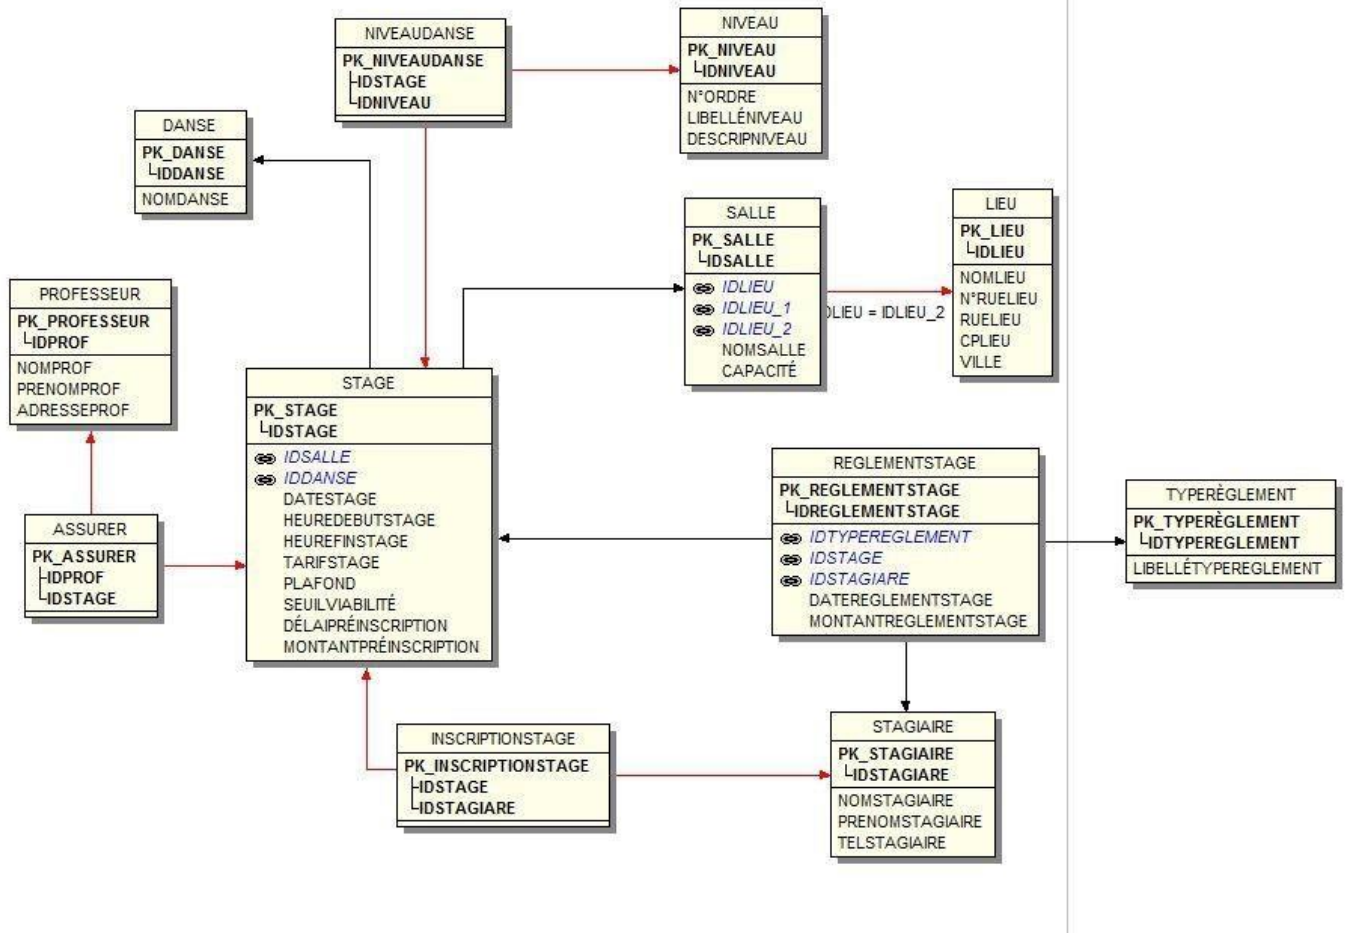 NIVEAUDANSE
PK_NIVEAUDANSE
IDSTAGE
IDNIVEAU
NIVEAU
PK_NIVEAU
IDNIVEAU
N°ORDRE
LIBELLÉNIVEAU
DESCRIPNIVEAU
DANSE
PK_DANSE
IDDANSE
NOMDANSE
SALLE
PK_SALLE
IDSALLE
IDLIEU
IDLIEU_1
IDLIEU_2
NOMSALLE
CAPACITÉ
DLIEU = IDLIEU_2
LIEU
PK_LIEU
IDLIEU
NOMLIEU
N°RUELIEU
RUELIEU
CPLIEU
VILLE
PROFESSEUR
PK_PROFESSEUR
IDPROF
NOMPROF
PRENOMPROF
ADRESSEPROF
STAGE
PK_STAGE
IDSTAGE
IDSALLE
IDDANSE
DATESTAGE
HEUREDEBUTSTAGE
HEUREFINSTAGE
TARIFSTAGE
PLAFOND
SEUILVIABILITÉ
DÉLAIPRÉINSCRIPTION
MONTANTPRÉINSCRIPTION
REGLEMENTSTAGE
PK_REGLEMENTSTAGE
IDREGLEMENTSTAGE
IDTYPEREGLEMENT
IDSTAGE
IDSTAGIARE
DATEREGLEMENTSTAGE
MONTANTREGLEMENTSTAGE
TYPERÈGLEMENT
PK_TYPERÈGLEMENT
IDTYPEREGLEMENT
LIBELLÉTYPEREGLEMENT
ASSURER
PK_ASSURER
IDPROF
IDSTAGE
INSCRIPTIONSTAGE
PK_INSCRIPTIONSTAGE
IDSTAGE
IDSTAGIARE
STAGIAIRE
PK_STAGIAIRE
IDSTAGIARE
NOMSTAGIAIRE
PRENOMSTAGIAIRE
TELSTAGIAIRE